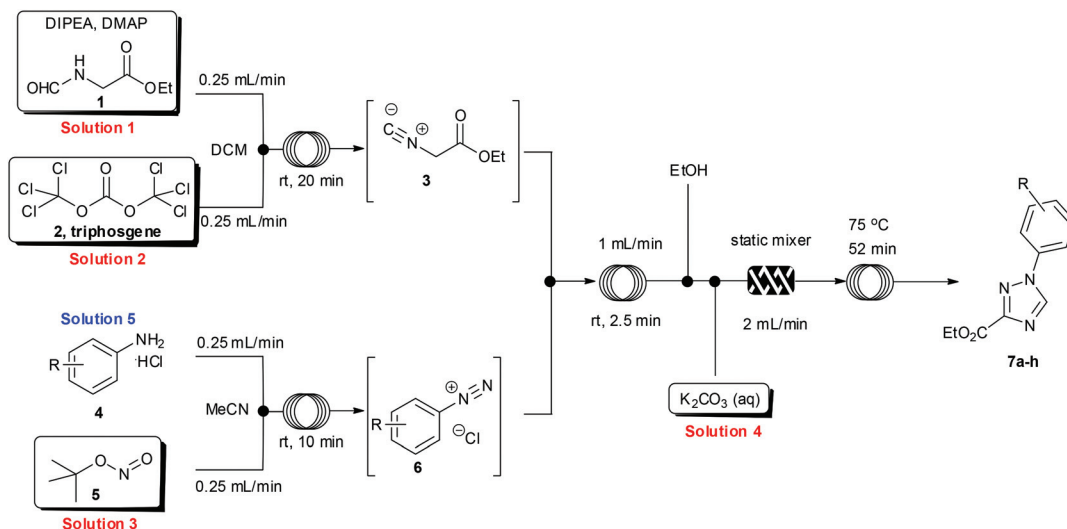 DIPEA, DMAP
OHC
H
N
O
OEt
1
Solution 1
0.25 mL/min
DCM
Cl
Cl
Cl
O
O
O
Cl
Cl
Cl
2, triphosgene
Solution 2
0.25 mL/min
rt, 20 min
⊖
C
⊕
N
O
OEt
3
Solution 5
NH2
·HCl
R
4
0.25 mL/min
MeCN
O
N
O
5
Solution 3
0.25 mL/min
rt, 10 min
⊕
N
N
⊖Cl
R
6
1 mL/min
rt, 2.5 min
EtOH
static mixer
2 mL/min
K2CO3 (aq)
Solution 4
75 ºC
52 min
R
N
N
N
EtO2C
7a-h